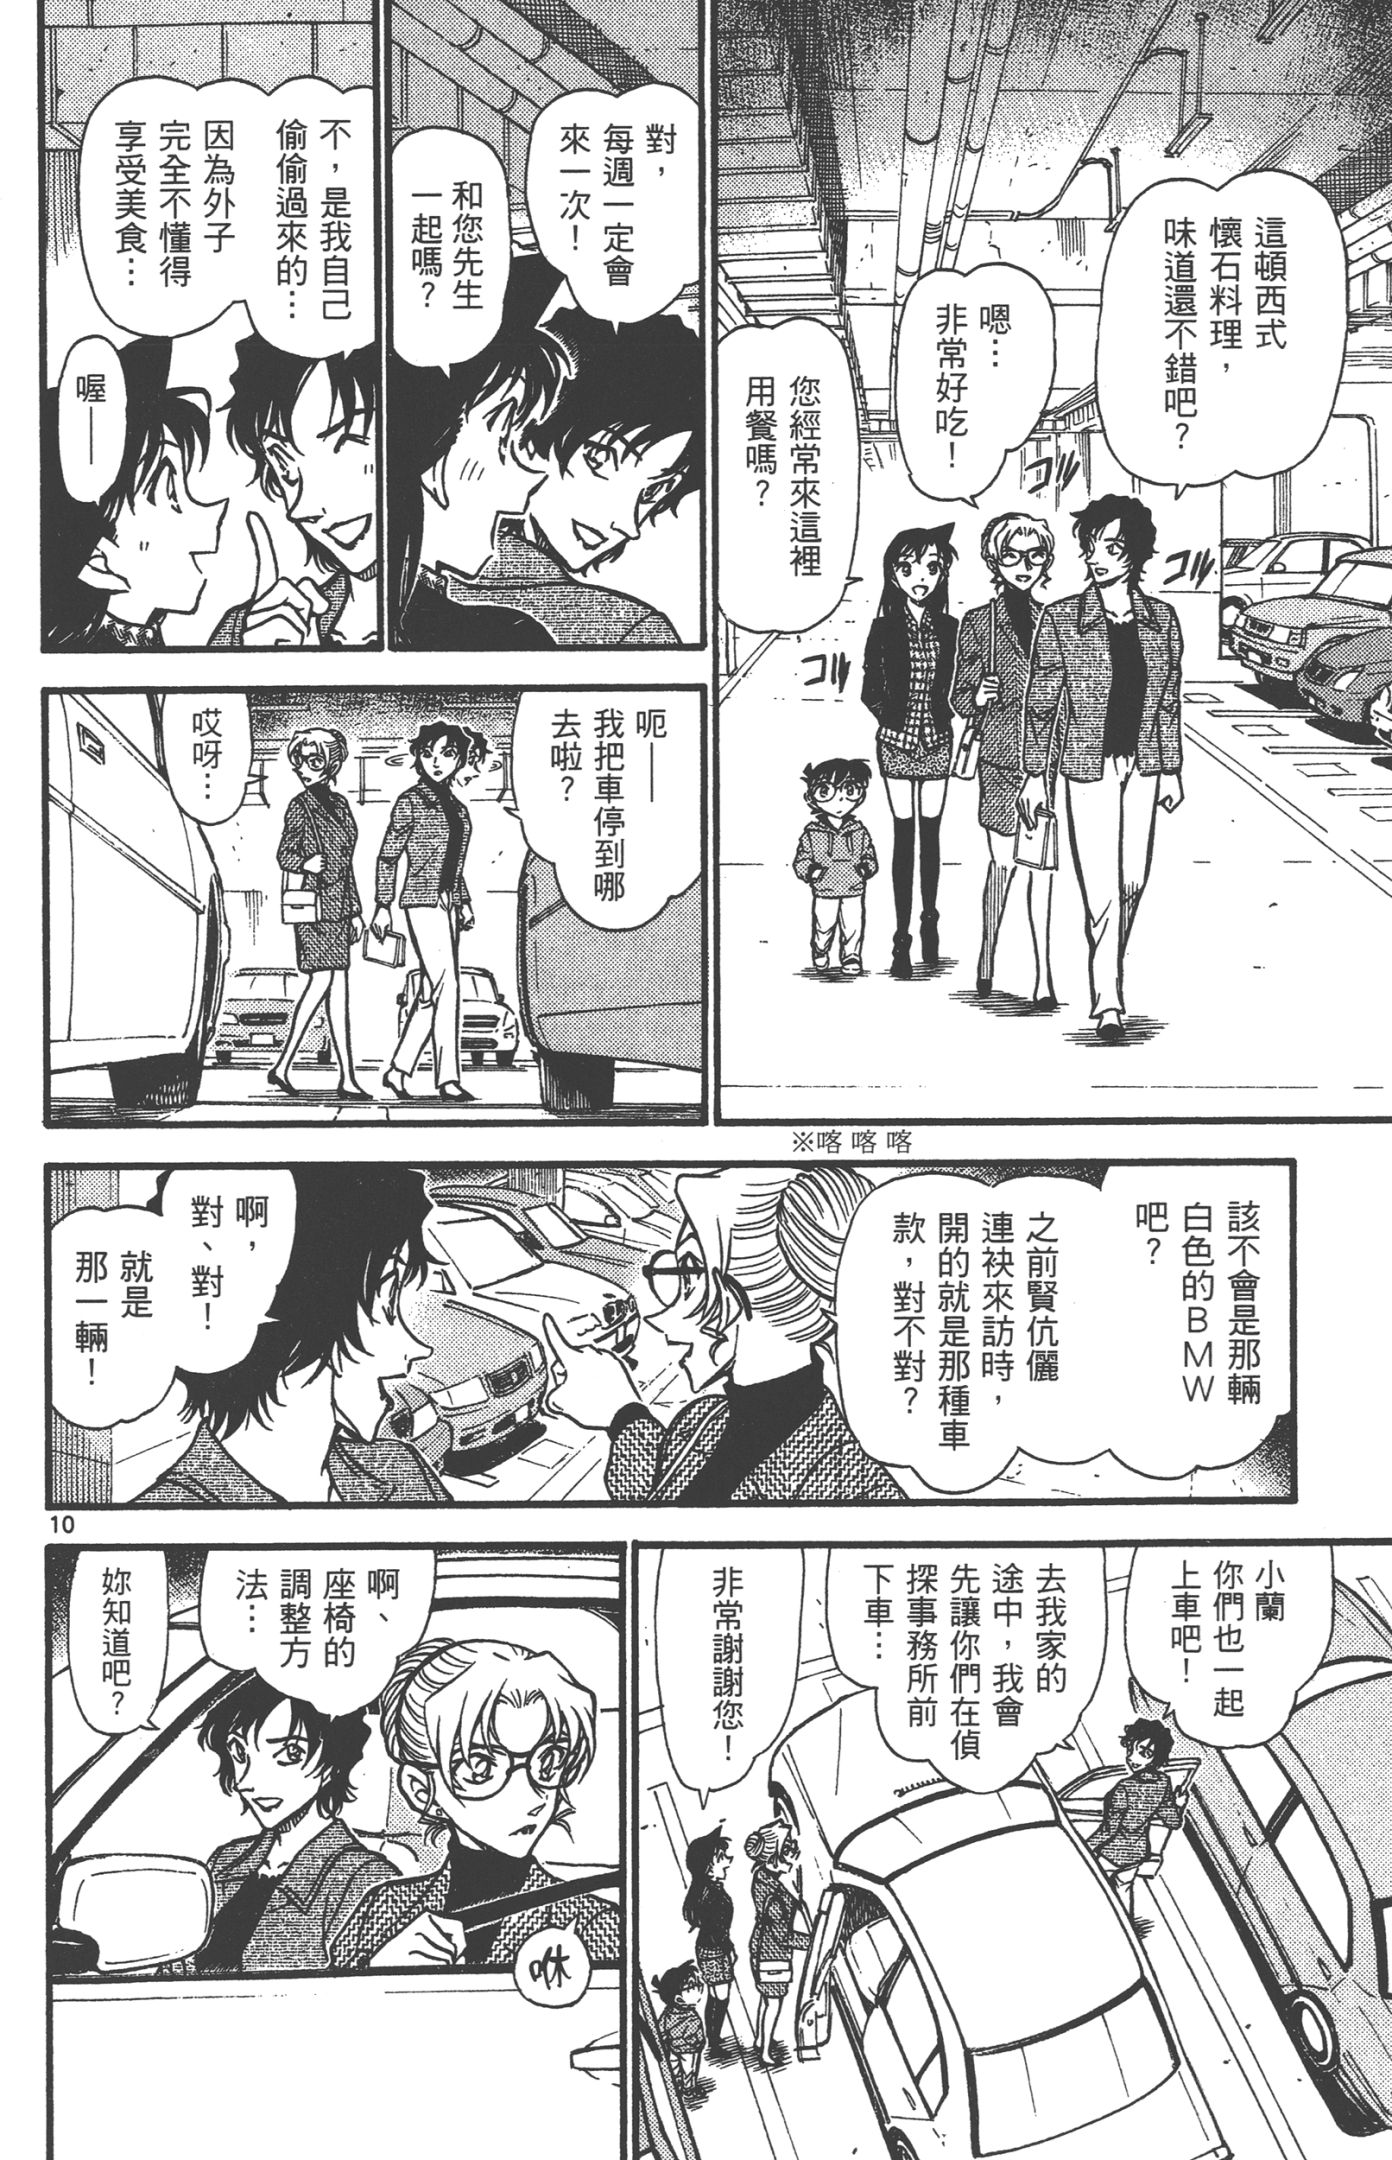 這頓西式
懷石料理，
味道還不錯吧？
嗯…
非常好吃！
您經常來這裡
用餐嗎？
コツ
コツ
コツ
※喀 喀 喀
對，
每週一定會
來一次！
和您先生
一起嗎？
不，是我自己
偷偷過來的…
因為外子
完全不懂得
享受美食…
喔——
呃——
我把車停到哪
去啦？
哎呀…
該不會是那輛
白色的BMW
吧？
之前賢伉儷
連袂來訪時，
開的就是那種車
款，對不對？
啊，
對、對！
就是
那一輛！
10
小蘭
你們也一起
上車吧！
去我家的
途中，我會
先讓你們在偵
探事務所前
下車…
非常謝謝您！
啊、
座椅的
調整方
法…
妳知道吧？
咻